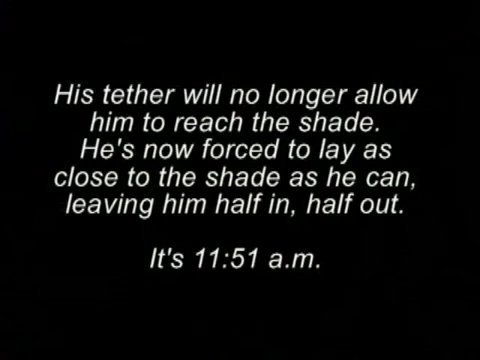 His tether will no longer allow
him to reach the shade.
He's now forced to lay as
close to the shade as he can,
leaving him half in, half out.
It's 11:51 a.m.